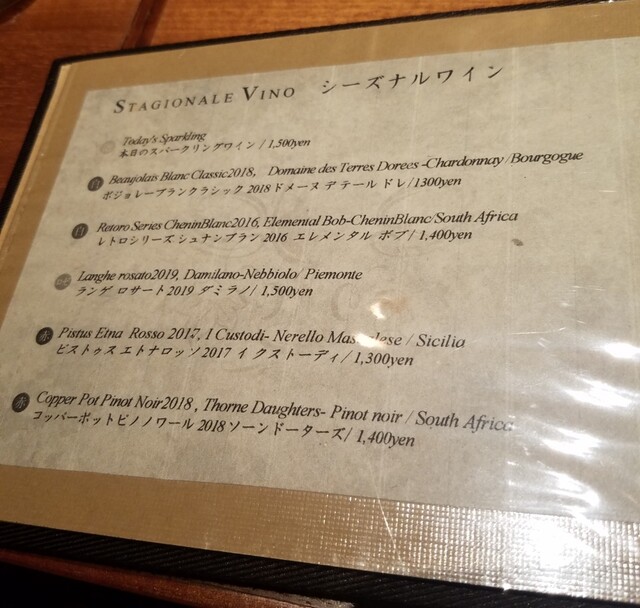 STAGIONALE VINO シーズナルワイン
Today's Sparkling
本日のスパークリングワイン / 1,500yen
白 Beaujolais Blanc Classic2018, Domaine des Terres Dorees -Chardonnay /Bourgogne
ボジョレーブランクラシック 2018 ドメーヌ デ テール ドレ/1300yen
白 Retoro Series CheninBlanc2016, Elemental Bob-CheninBlanc/South Africa
レトロシリーズ シュナンブラン 2016 エレメンタル ボブ/ 1,400yen
Langhe rosato2019, Damilano-Nebbiolo/ Piemonte
ランゲ ロサート2019 ダミラノ/ 1,500yen
赤 Pistus Etna Rosso 2017, I Custodi- Nerello / Sicilia
ピストゥス エトナロッソ2017 イ クストーディ/ 1,300yen
赤 Copper Pot Pinot Noir2018 , Thorne Daughters- Pinot noir / South Africa
コッパーポットピノノワール 2018 ソーンドーターズ/ 1,400yen